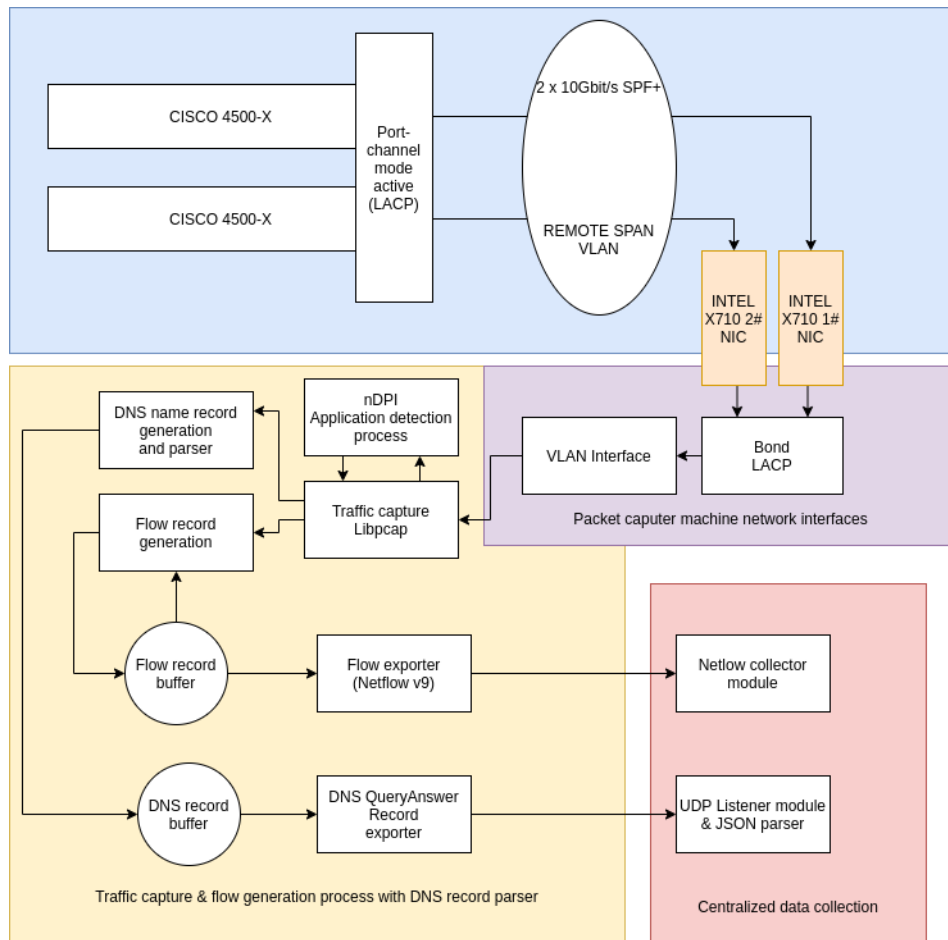 2 x 10Gbit/s SPF+
CISCO 4500-X
Port-
channel
mode
active
(LACP)
CISCO 4500-X
REMOTE SPAN
VLAN
INTEL
X710 2#
NIC
INTEL
X710 1#
NIC
DNS name record
generation
and parser
nDPI
Application detection
process
VLAN Interface
Bond
LACP
Flow record
generation
Traffic capture
Libpcap
Packet caputer machine network interfaces
Flow record
buffer
Flow exporter
(Netflow v9)
Netlow collector
module
DNS record
buffer
DNS QueryAnswer
Record
exporter
UDP Listener module
& JSON parser
Traffic capture & flow generation process with DNS record parser
Centralized data collection